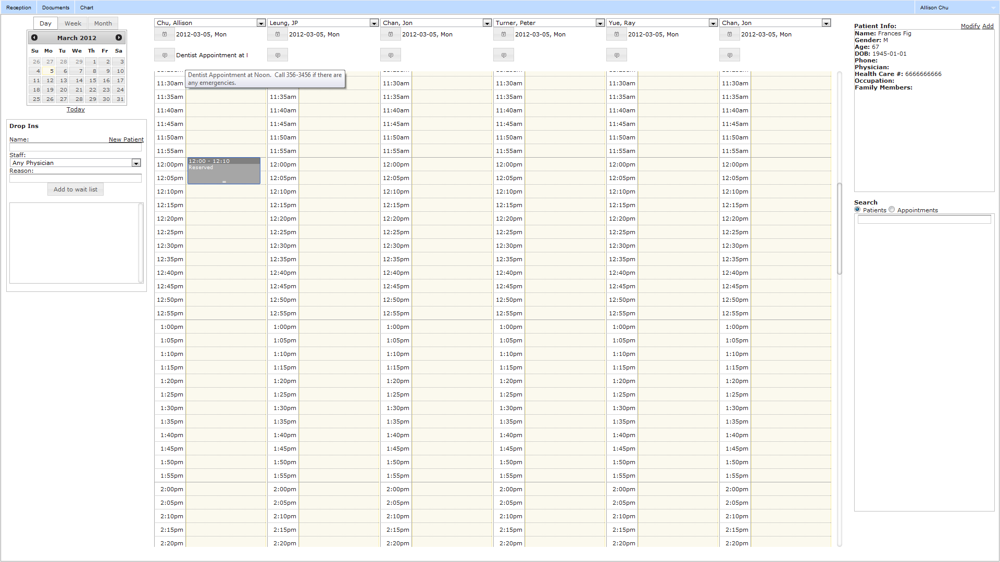 Reception Documents Chart Allison Chu
Day Week Month
March 2012
Su Mo Tu We Th Fr Sa
26 27 28 29 1 2 3
4 5 6 7 8 9 10
11 12 13 14 15 16 17
18 19 20 21 22 23 24
25 26 27 28 29 30 31
Today
Drop Ins
Name: New Patient
Staff:
Any Physician
Reason:
Add to wait list
Chu, Allison Leung, JP Chan, Jon Turner, Peter Yue, Ray Chan, Jon
2012-03-05, Mon 2012-03-05, Mon 2012-03-05, Mon 2012-03-05, Mon 2012-03-05, Mon 2012-03-05, Mon
Dentist Appointment at
Dentist Appointment at Noon. Call 356-3456 if there are
any emergencies.
11:30am 11:30am 11:30am 11:30am 11:30am
11:35am 11:35am 11:35am 11:35am 11:35am 11:35am
11:40am 11:40am 11:40am 11:40am 11:40am 11:40am
11:45am 11:45am 11:45am 11:45am 11:45am 11:45am
11:50am 11:50am 11:50am 11:50am 11:50am 11:50am
11:55am 11:55am 11:55am 11:55am 11:55am 11:55am
12:00 - 12:10
Reserved
12:00pm 12:00pm 12:00pm 12:00pm 12:00pm 12:00pm
12:05pm 12:05pm 12:05pm 12:05pm 12:05pm 12:05pm
12:10pm 12:10pm 12:10pm 12:10pm 12:10pm 12:10pm
12:15pm 12:15pm 12:15pm 12:15pm 12:15pm 12:15pm
12:20pm 12:20pm 12:20pm 12:20pm 12:20pm 12:20pm
12:25pm 12:25pm 12:25pm 12:25pm 12:25pm 12:25pm
12:30pm 12:30pm 12:30pm 12:30pm 12:30pm 12:30pm
12:35pm 12:35pm 12:35pm 12:35pm 12:35pm 12:35pm
12:40pm 12:40pm 12:40pm 12:40pm 12:40pm 12:40pm
12:45pm 12:45pm 12:45pm 12:45pm 12:45pm 12:45pm
12:50pm 12:50pm 12:50pm 12:50pm 12:50pm 12:50pm
12:55pm 12:55pm 12:55pm 12:55pm 12:55pm 12:55pm
1:00pm 1:00pm 1:00pm 1:00pm 1:00pm 1:00pm
1:05pm 1:05pm 1:05pm 1:05pm 1:05pm 1:05pm
1:10pm 1:10pm 1:10pm 1:10pm 1:10pm 1:10pm
1:15pm 1:15pm 1:15pm 1:15pm 1:15pm 1:15pm
1:20pm 1:20pm 1:20pm 1:20pm 1:20pm 1:20pm
1:25pm 1:25pm 1:25pm 1:25pm 1:25pm 1:25pm
1:30pm 1:30pm 1:30pm 1:30pm 1:30pm 1:30pm
1:35pm 1:35pm 1:35pm 1:35pm 1:35pm 1:35pm
1:40pm 1:40pm 1:40pm 1:40pm 1:40pm 1:40pm
1:45pm 1:45pm 1:45pm 1:45pm 1:45pm 1:45pm
1:50pm 1:50pm 1:50pm 1:50pm 1:50pm 1:50pm
1:55pm 1:55pm 1:55pm 1:55pm 1:55pm 1:55pm
2:00pm 2:00pm 2:00pm 2:00pm 2:00pm 2:00pm
2:05pm 2:05pm 2:05pm 2:05pm 2:05pm 2:05pm
2:10pm 2:10pm 2:10pm 2:10pm 2:10pm 2:10pm
2:15pm 2:15pm 2:15pm 2:15pm 2:15pm 2:15pm
2:20pm 2:20pm 2:20pm 2:20pm 2:20pm 2:20pm
Patient Info: Modify Add
Name: Frances Fig
Gender: M
Age: 67
DOB: 1945-01-01
Phone:
Physician:
Health Care #: 6666666666
Occupation:
Family Members:
Search
Patients Appointments